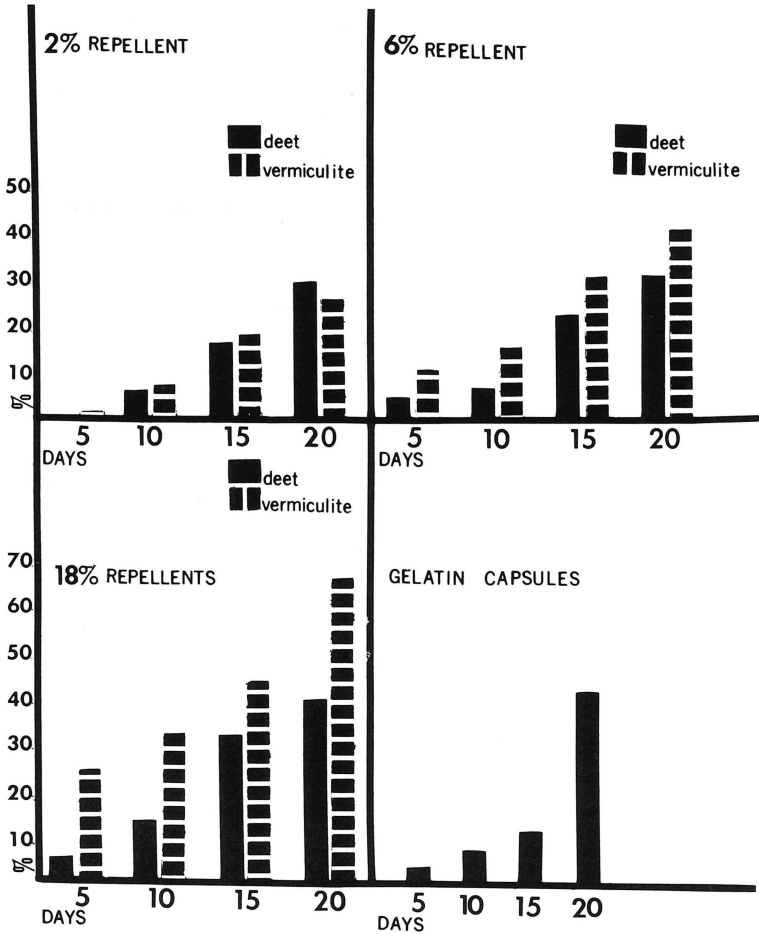 2% REPELLENT
deet
vermiculite
50
40
30
20
10
%
5 10 15 20
DAYS
6% REPELLENT
deet
vermiculite
5 10 15 20
DAYS
deet
vermiculite
18% REPELLENTS
70
60
50
40
30
20
10
%
5 10 15 20
DAYS
GELATIN CAPSULES
5 10 15 20
DAYS